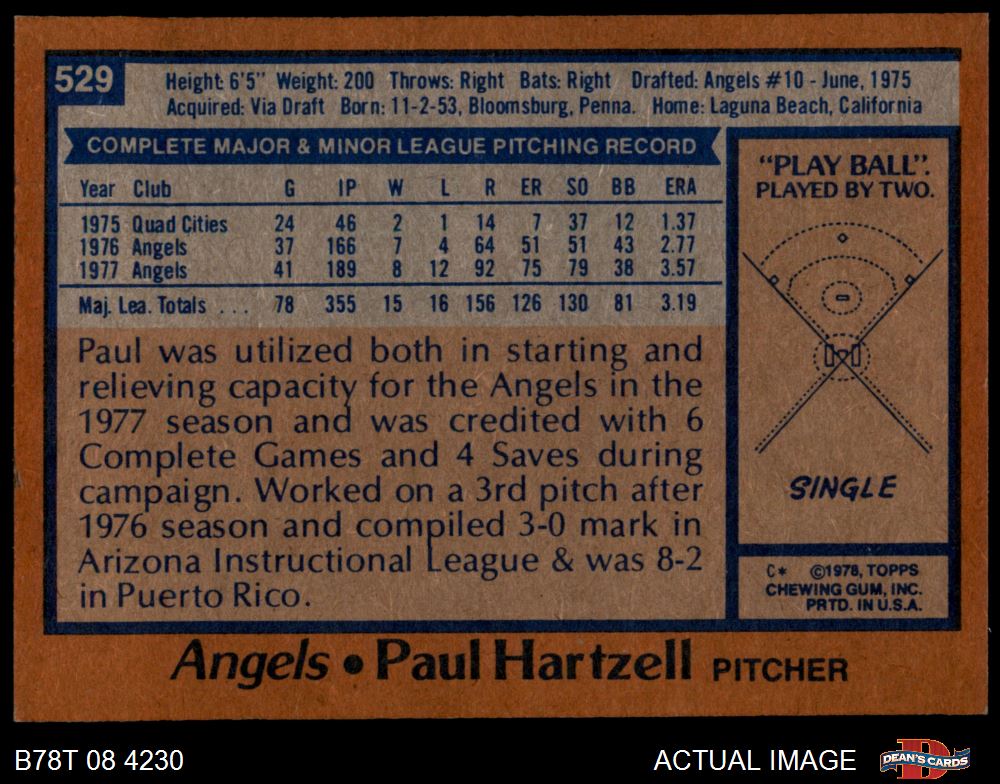 529
Height: 6'5" Weight: 200 Throws: Right Bats: Right Drafted: Angels #10 - June, 1975
Acquired: Via Draft Born: 11-2-53, Bloomsburg, Penna. Home: Laguna Beach, California
COMPLETE MAJOR & MINOR LEAGUE PITCHING RECORD
Year Club G IP W L R ER SO BB ERA
1975 Quad Cities 24 46 2 1 14 7 37 12 1.37
1976 Angels 37 166 7 4 64 51 51 43 2.77
1977 Angels 41 189 8 12 92 75 79 38 3.57
Maj. Lea. Totals . . . 78 355 15 16 156 126 130 81 3.19
Paul was utilized both in starting and
relieving capacity for the Angels in the
1977 season and was credited with 6
Complete Games and 4 Saves during
campaign. Worked on a 3rd pitch after
1976 season and compiled 3-0 mark in
Arizona Instructional League & was 8-2
in Puerto Rico.
"PLAY BALL".
PLAYED BY TWO.
SINGLE
C* ©1978, TOPPS
CHEWING GUM, INC.
PRTD. IN U.S.A.
Angels • Paul Hartzell PITCHER
B78T 08 4230 ACTUAL IMAGE
D
DEAN'S CARDS